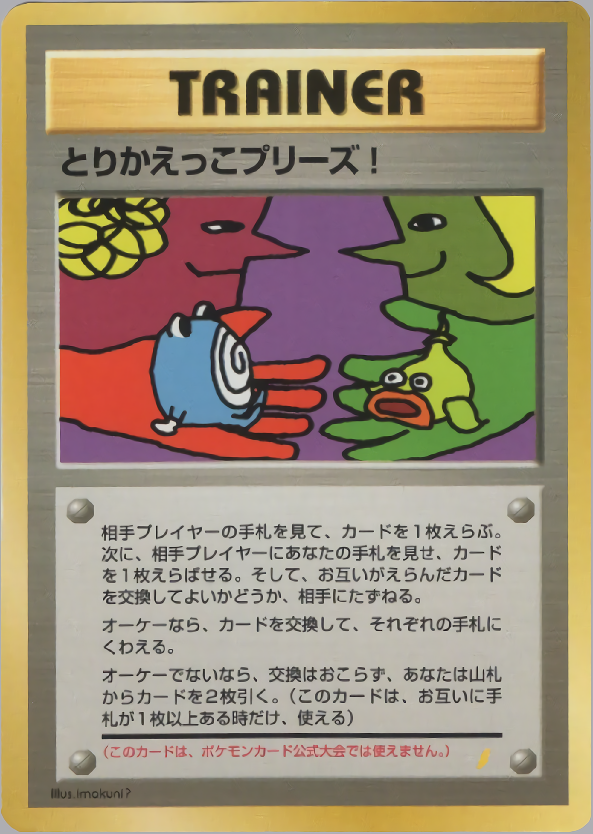 TRAINER
とりかえっこプリーズ！
相手プレイヤーの手札を見て、カードを1枚えらぶ。
次に、相手プレイヤーにあなたの手札を見せ、カード
を1枚えらばせる。そして、お互いがえらんだカード
を交換してよいかどうか、相手にたずねる。
オーケーなら、カードを交換して、それぞれの手札に
くわえる。
オーケーでないなら、交換はおこらず、あなたは山札
からカードを2枚引く。（このカードは、お互いに手
札が1枚以上ある時だけ、使える）
（このカードは、ポケモンカード公式大会では使えません。）
Illus. imakuni?